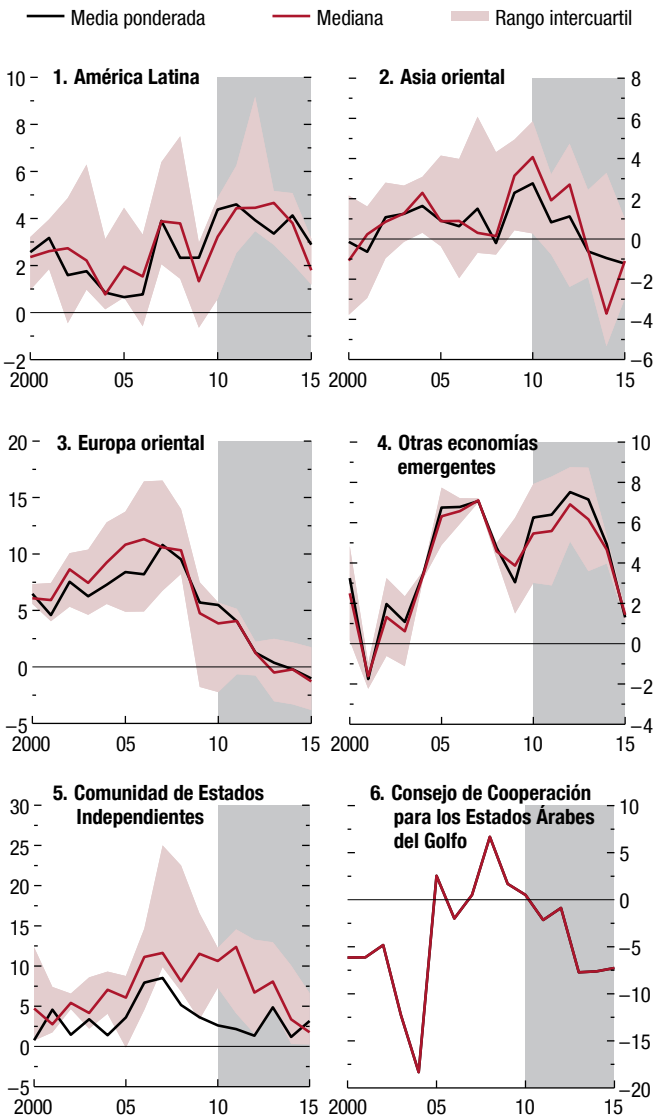 Media ponderada Mediana Rango intercuartil
1. América Latina
10
8
6
4
2
0
–2
2000 05 10 15
2. Asia oriental
8
6
4
2
0
–2
–4
–6
2000 05 10 15
3. Europa oriental
20
15
10
5
0
–5
2000 05 10 15
4. Otras economías
emergentes
10
8
6
4
2
0
–2
–4
2000 05 10 15
5. Comunidad de Estados
Independientes
30
25
20
15
10
5
0
–5
2000 05 10 15
6. Consejo de Cooperación
para los Estados Árabes
del Golfo
10
5
0
–5
–10
–15
–20
2000 05 10 15